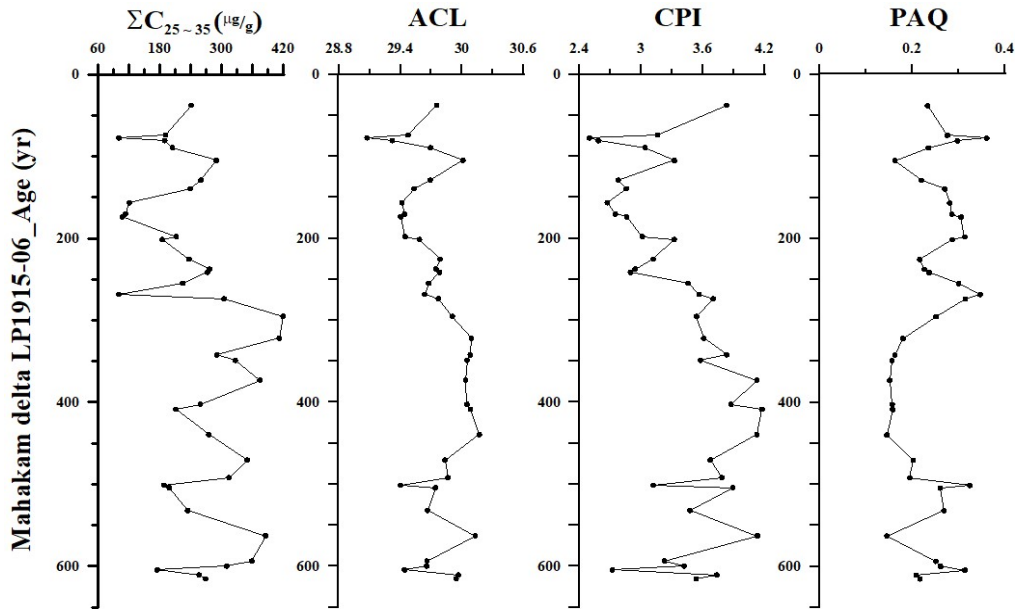 ΣC25~35(μg/g)
60 180 300 420
ACL
28.8 29.4 30 30.6
CPI
2.4 3 3.6 4.2
PAQ
0 0.2 0.4
Mahakam delta LP1915-06_Age (yr)
0 0 0 0
200 200 200 200
400 400 400 400
600 600 600 600